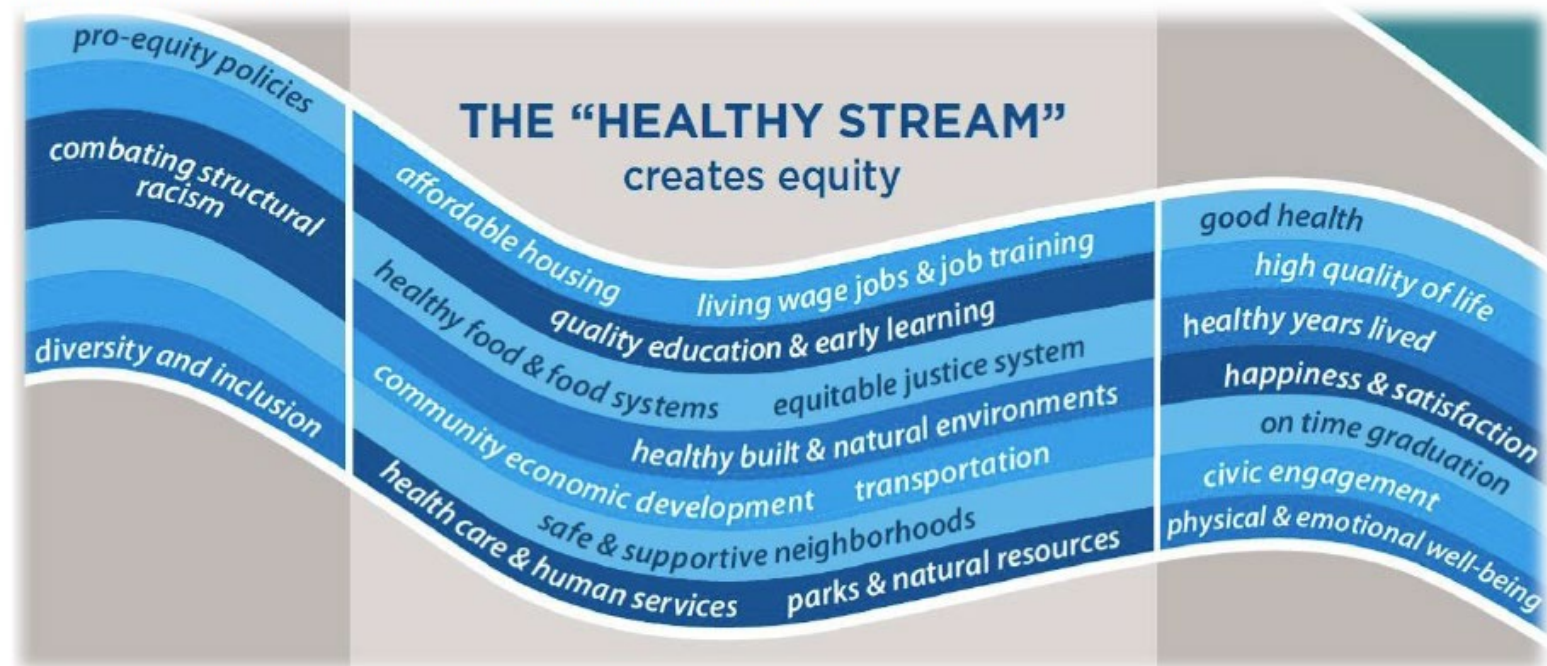 THE “HEALTHY STREAM”
creates equity
pro-equity policies
combating structural
racism
diversity and inclusion
affordable housing
living wage jobs & job training
quality education & early learning
healthy food & food systems
equitable justice system
healthy built & natural environments
community economic development
transportation
safe & supportive neighborhoods
health care & human services
parks & natural resources
good health
high quality of life
healthy years lived
happiness & satisfaction
on time graduation
civic engagement
physical & emotional well-being